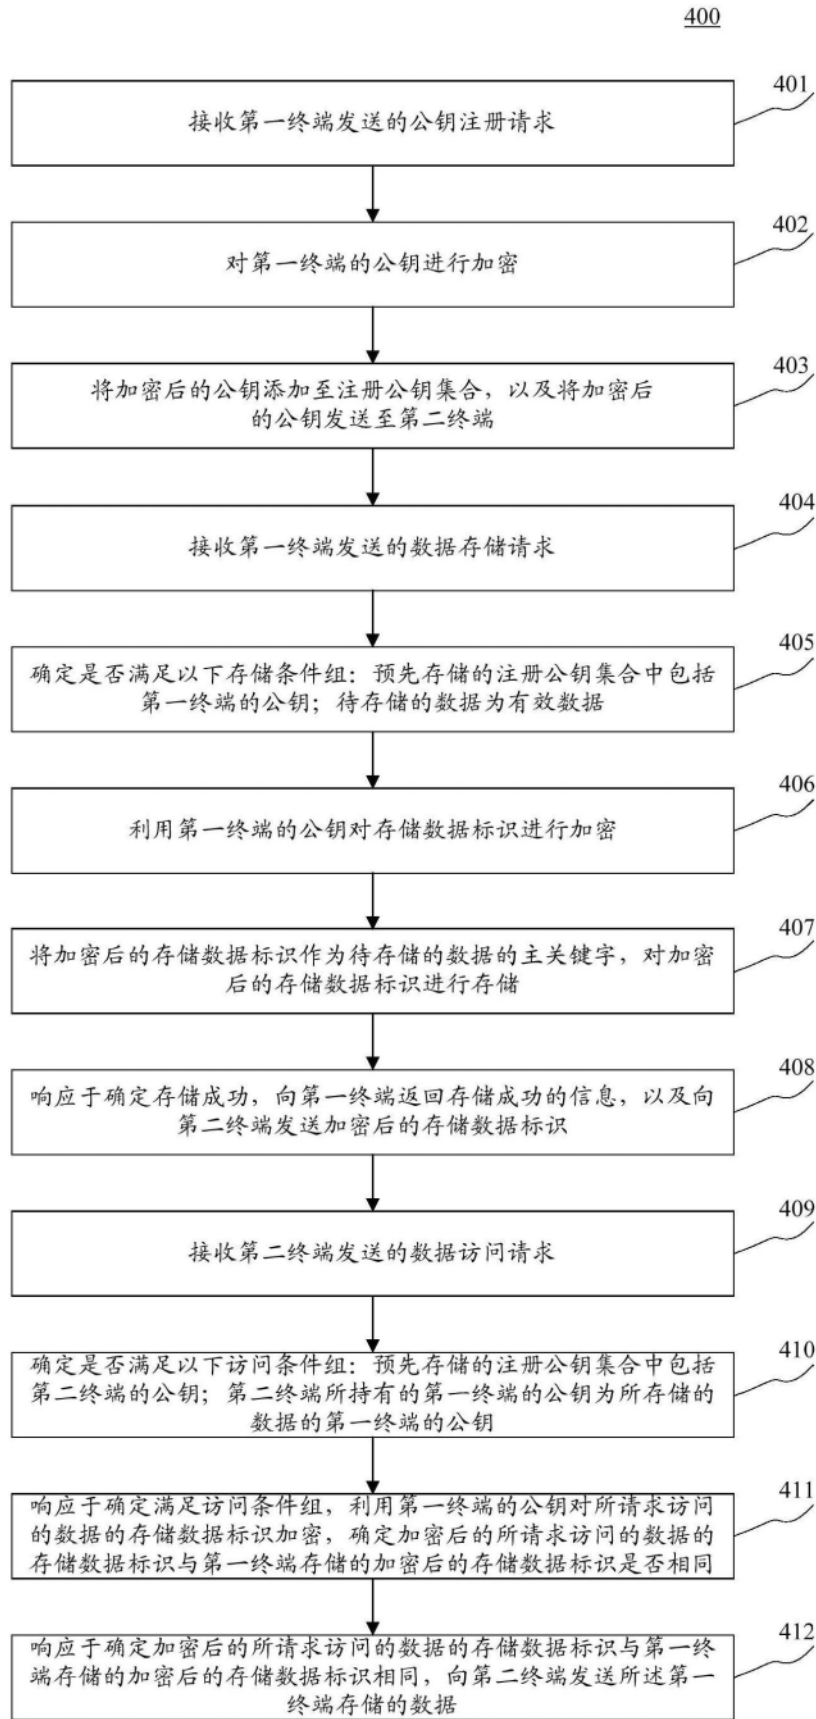 400
401
接收第一终端发送的公钥注册请求
402
对第一终端的公钥进行加密
403
将加密后的公钥添加至注册公钥集合，以及将加密后
的公钥发送至第二终端
404
接收第一终端发送的数据存储请求
405
确定是否满足以下存储条件组：预先存储的注册公钥集合中包括
第一终端的公钥；待存储的数据为有效数据
406
利用第一终端的公钥对存储数据标识进行加密
407
将加密后的存储数据标识作为待存储的数据的主关键字，对加密
后的存储数据标识进行存储
408
响应于确定存储成功，向第一终端返回存储成功的信息，以及向
第二终端发送加密后的存储数据标识
409
接收第二终端发送的数据访问请求
410
确定是否满足以下访问条件组：预先存储的注册公钥集合中包括
第二终端的公钥；第二终端所持有的第一终端的公钥为所存储的
数据的第一终端的公钥
411
响应于确定满足访问条件组，利用第一终端的公钥对所请求访问
的数据的存储数据标识加密，确定加密后的所请求访问的数据的
存储数据标识与第一终端存储的加密后的存储数据标识是否相同
412
响应于确定加密后的所请求访问的数据的存储数据标识与第一终
端存储的加密后的存储数据标识相同，向第二终端发送所述第一
终端存储的数据